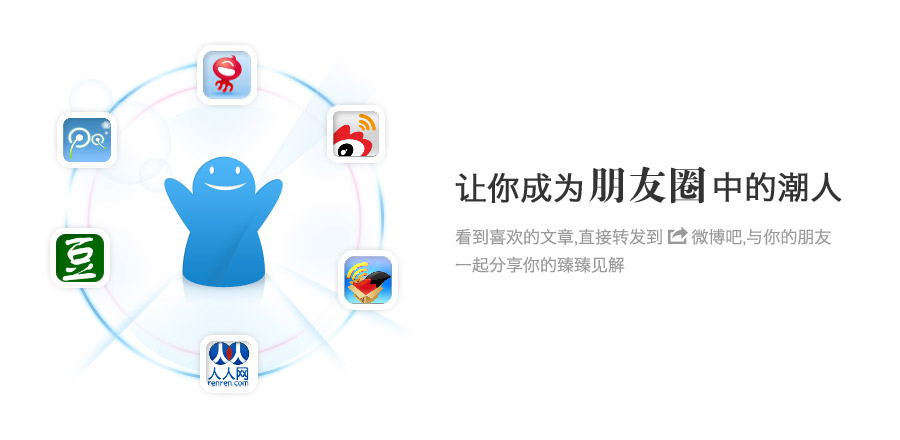 让你成为朋友圈中的潮人
看到喜欢的文章,直接转发到 微博吧,与你的朋友
一起分享你的臻臻见解
豆
人人网
renren.com